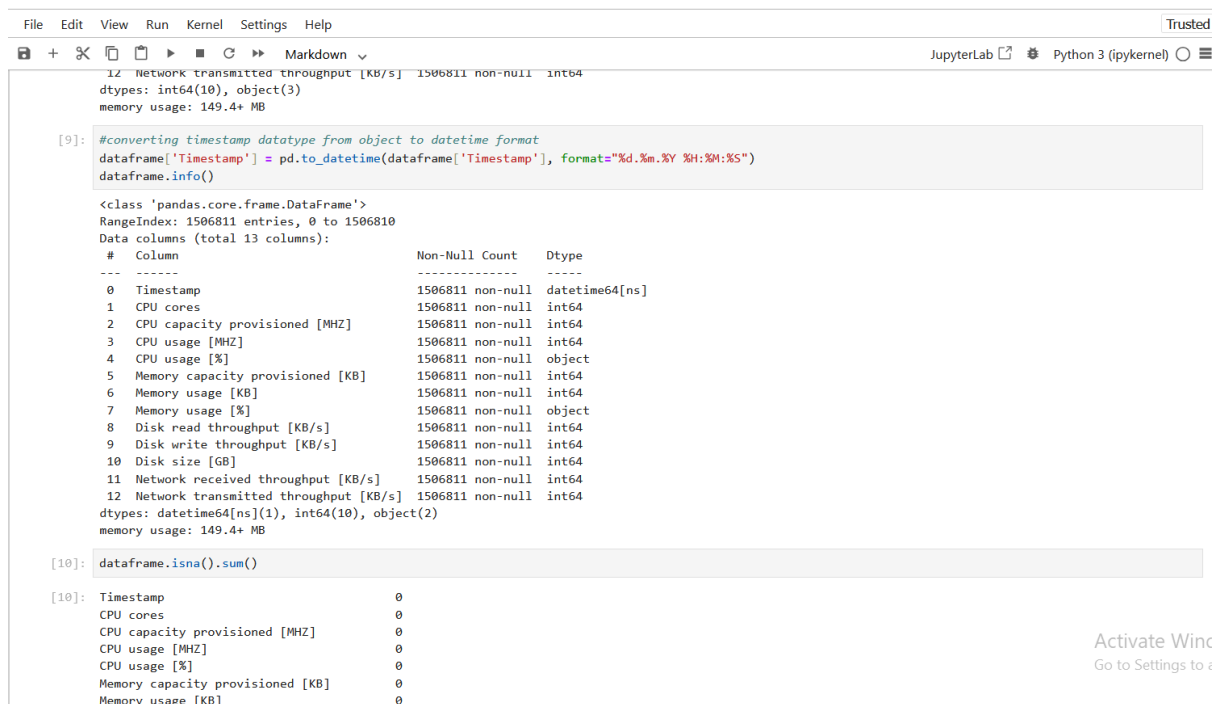 File Edit View Run Kernel Settings Help
Trusted
Markdown
JupyterLab
Python 3 (ipykernel)
12 Network transmitted throughput [KB/s] 1506811 non-null int64
dtypes: int64(10), object(3)
memory usage: 149.4+ MB
[9]: #converting timestamp datatype from object to datetime format
dataframe['Timestamp'] = pd.to_datetime(dataframe['Timestamp'], format="%d.%m.%Y %H:%M:%S")
dataframe.info()
<class 'pandas.core.frame.DataFrame'>
RangeIndex: 1506811 entries, 0 to 1506810
Data columns (total 13 columns):
# Column Non-Null Count Dtype
--- ------ -------------- -----
0 Timestamp 1506811 non-null datetime64[ns]
1 CPU cores 1506811 non-null int64
2 CPU capacity provisioned [MHZ] 1506811 non-null int64
3 CPU usage [MHZ] 1506811 non-null int64
4 CPU usage [%] 1506811 non-null object
5 Memory capacity provisioned [KB] 1506811 non-null int64
6 Memory usage [KB] 1506811 non-null int64
7 Memory usage [%] 1506811 non-null object
8 Disk read throughput [KB/s] 1506811 non-null int64
9 Disk write throughput [KB/s] 1506811 non-null int64
10 Disk size [GB] 1506811 non-null int64
11 Network received throughput [KB/s] 1506811 non-null int64
12 Network transmitted throughput [KB/s] 1506811 non-null int64
dtypes: datetime64[ns](1), int64(10), object(2)
memory usage: 149.4+ MB
[10]: dataframe.isna().sum()
[10]: Timestamp 0
CPU cores 0
CPU capacity provisioned [MHZ] 0
CPU usage [MHZ] 0
CPU usage [%] 0
Memory capacity provisioned [KB] 0
Memory usage [KB] 0
Activate Wind
Go to Settings to a